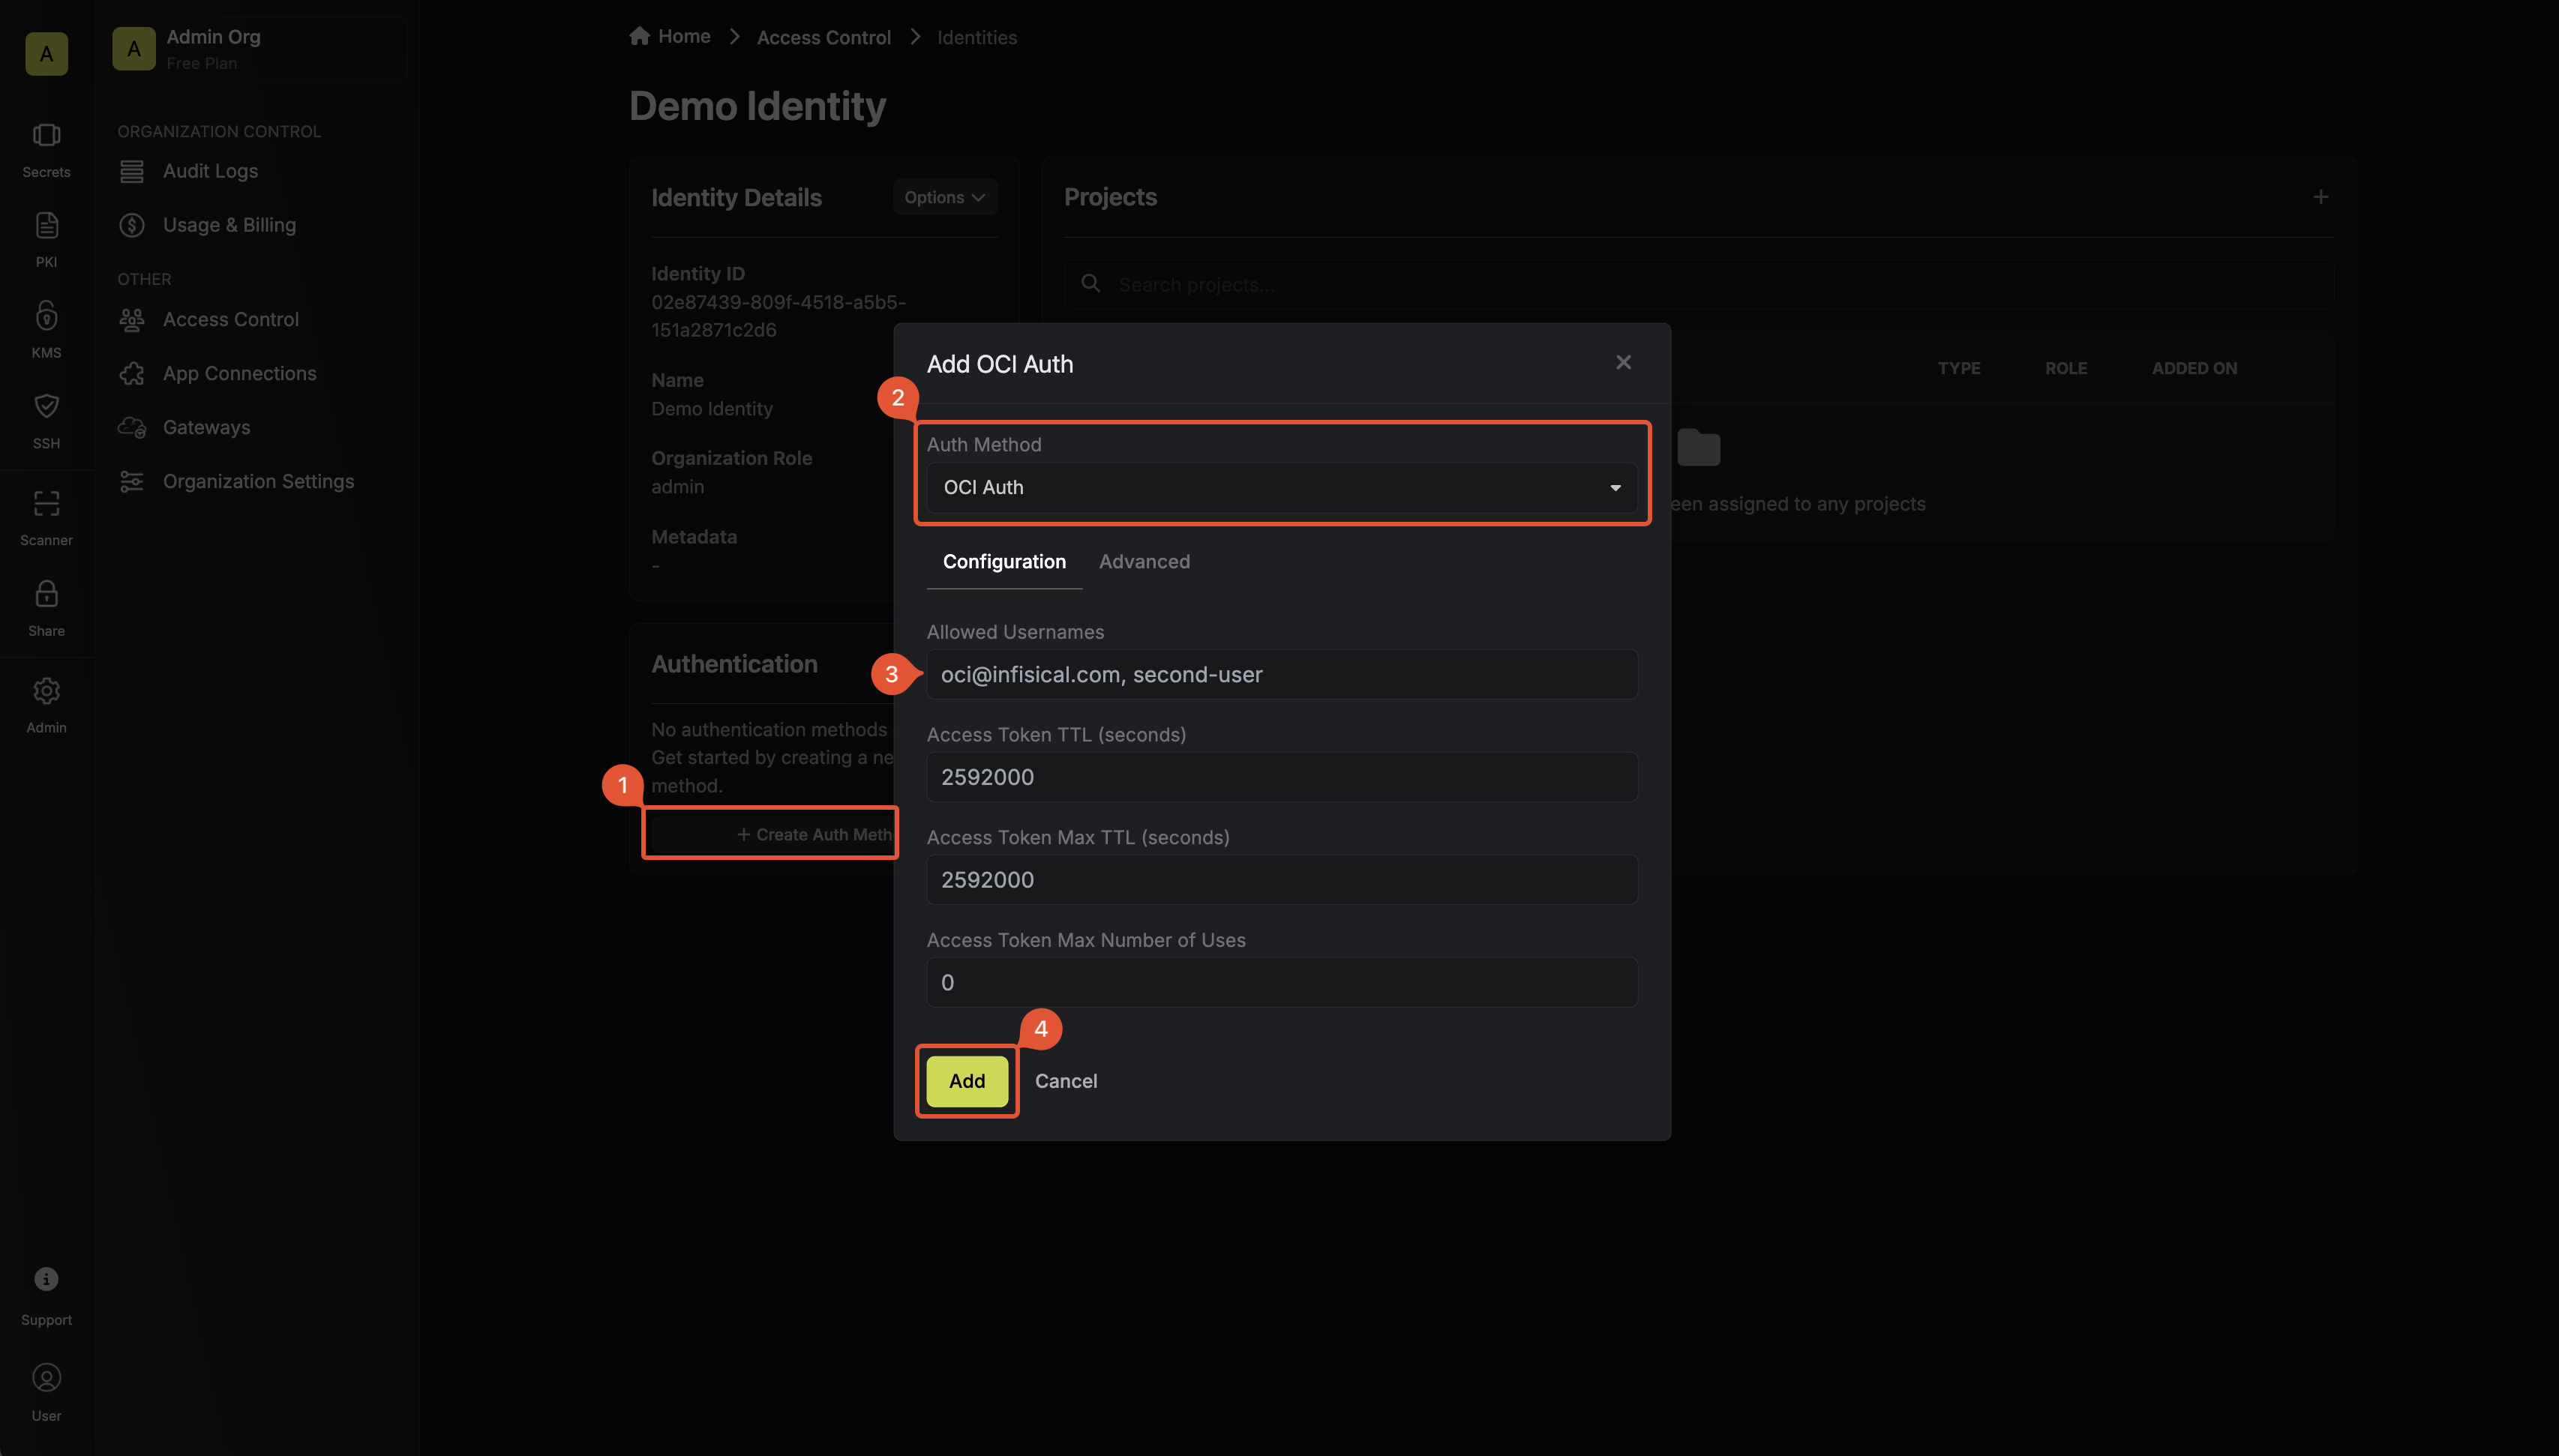 A
Secrets
PKI
KMS
SSH
Scanner
Share
Admin
Support
User
A
Admin Org
Free Plan
ORGANIZATION CONTROL
Audit Logs
Usage & Billing
OTHER
Access Control
App Connections
Gateways
Organization Settings
Home > Access Control > Identities
Demo Identity
Identity Details
Options
Identity ID
02e87439-809f-4518-a5b5-
151a2871c2d6
Name
Demo Identity
Organization Role
admin
Metadata
-
Authentication
No authentication methods
Get started by creating a ne
method.
1
+ Create Auth Meth
Projects
+
Search projects...
TYPE ROLE ADDED ON
een assigned to any projects
Add OCI Auth
2
Auth Method
OCI Auth
Configuration Advanced
Allowed Usernames
3
oci@infisical.com, second-user
Access Token TTL (seconds)
2592000
Access Token Max TTL (seconds)
2592000
Access Token Max Number of Uses
0
4
Add Cancel